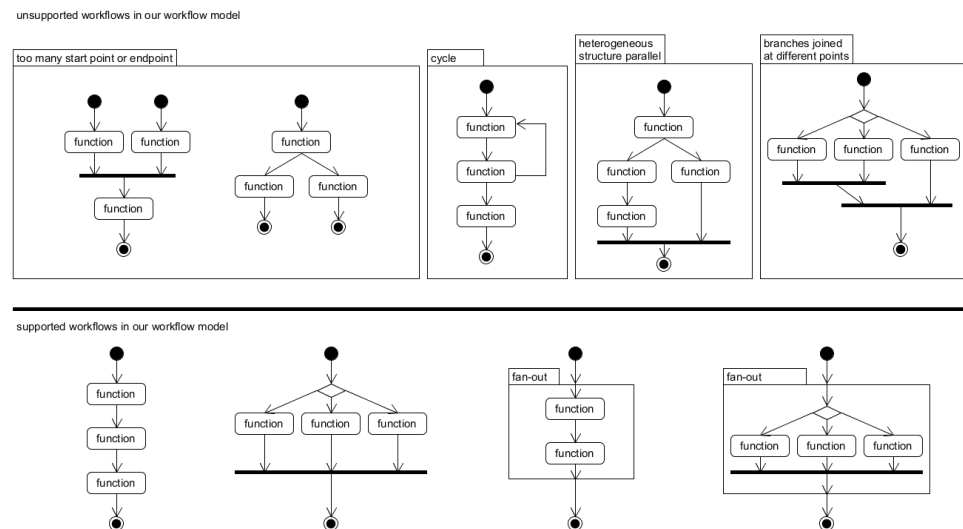 unsupported workflows in our workflow model
too many start point or endpoint
function
function
function
function
function
function
cycle
function
function
function
heterogeneous
structure parallel
function
function
function
function
branches joined
at different points
function
function
function
supported workflows in our workflow model
function
function
function
function
function
function
fan-out
function
function
fan-out
function
function
function